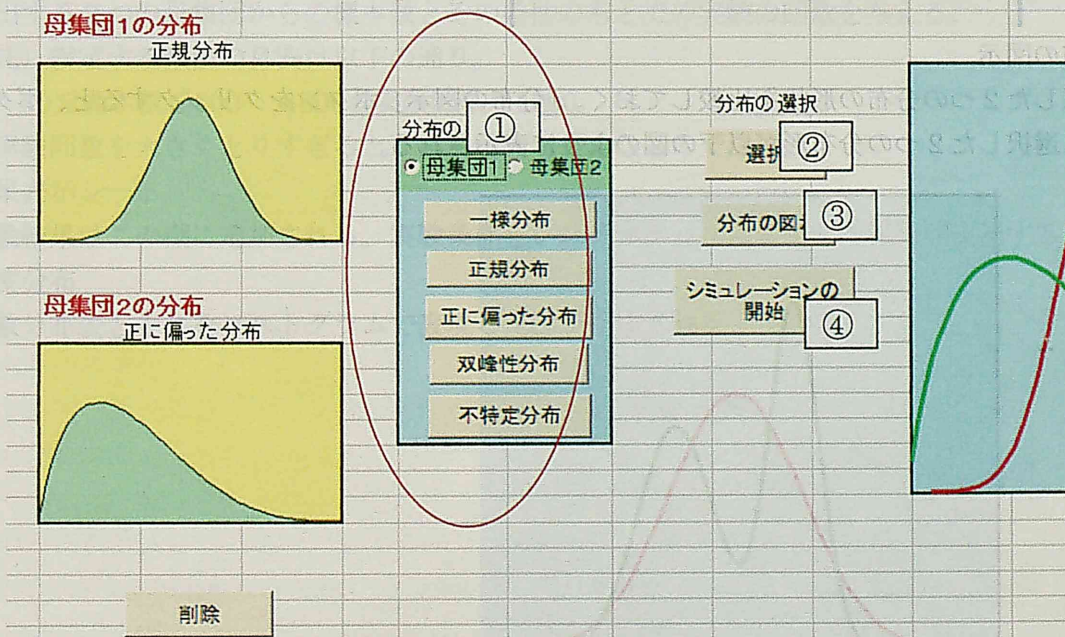 母集団1の分布
正規分布
母集団2の分布
正に偏った分布
削除
分布の
①
母集団1
母集団2
一様分布
正規分布
正に偏った分布
双峰性分布
不特定分布
分布の選択
選択
②
分布の図
③
シミュレーションの
開始
④